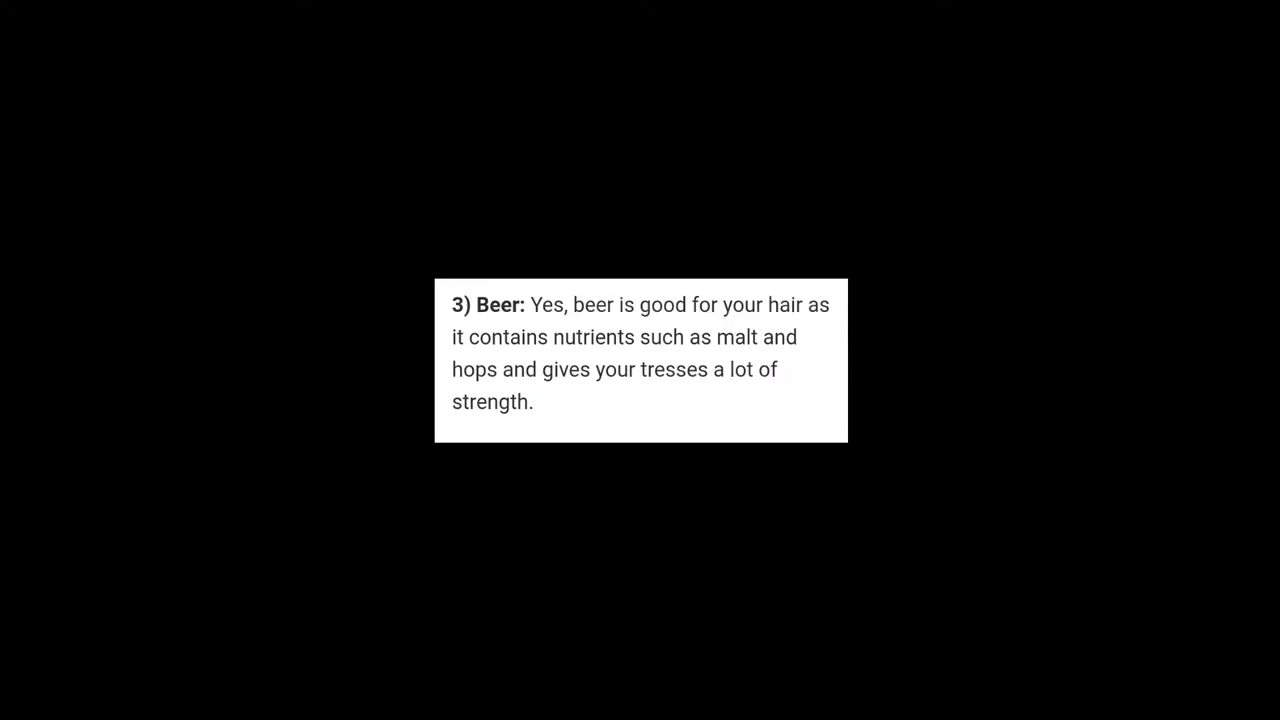 3) Beer: Yes, beer is good for your hair as
it contains nutrients such as malt and
hops and gives your tresses a lot of
strength.